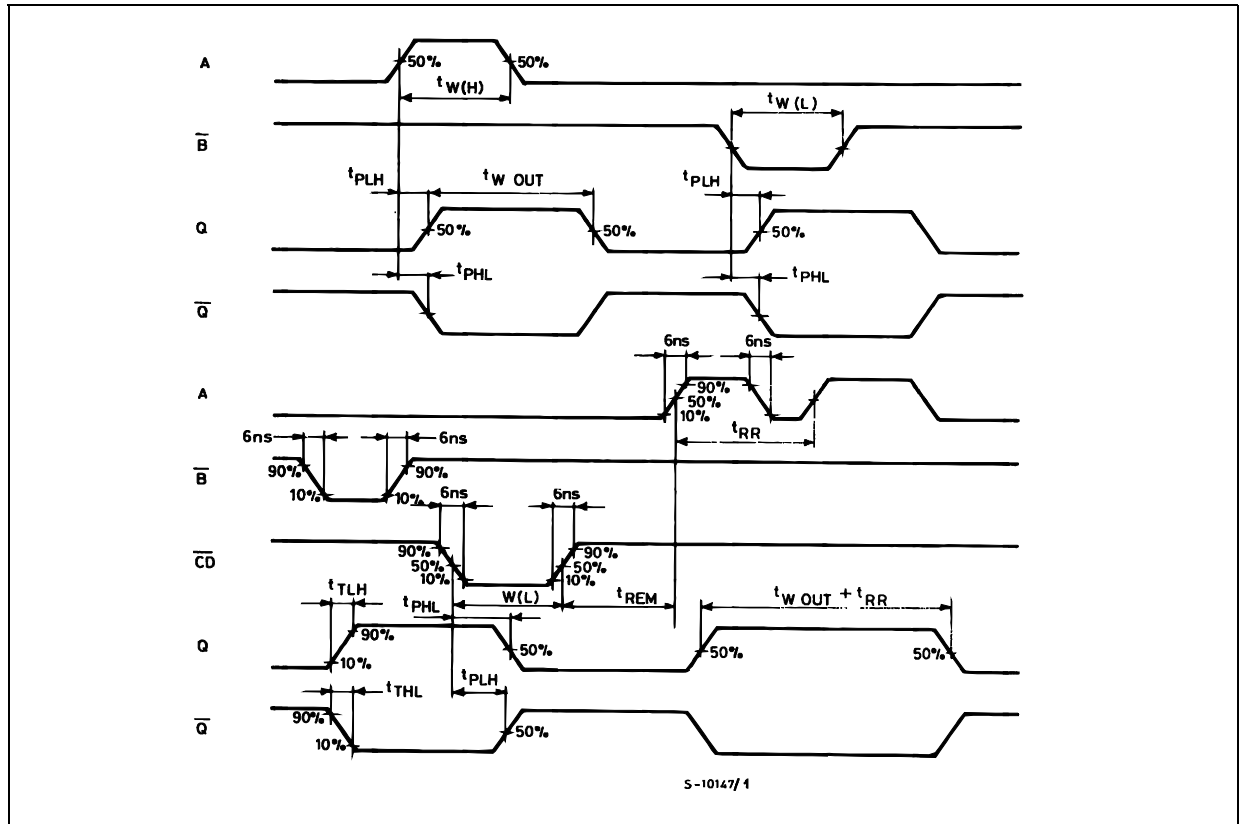 A
50%
50%
tW(H)
tW(L)
B
tPLH
tW OUT
tPLH
Q
50%
50%
50%
tPHL
tPHL
Q
6ns
6ns
A
90%
50%
10%
tRR
6ns
6ns
90%
90%
B
10%
10%
6ns
6ns
90%
90%
CD
50%
50%
10%
10%
tTLH
tPHL
W(L)
tREM
tW OUT + tRR
90%
Q
50%
50%
50%
10%
tPLH
tTHL
90%
Q
50%
10%
S-10147/1